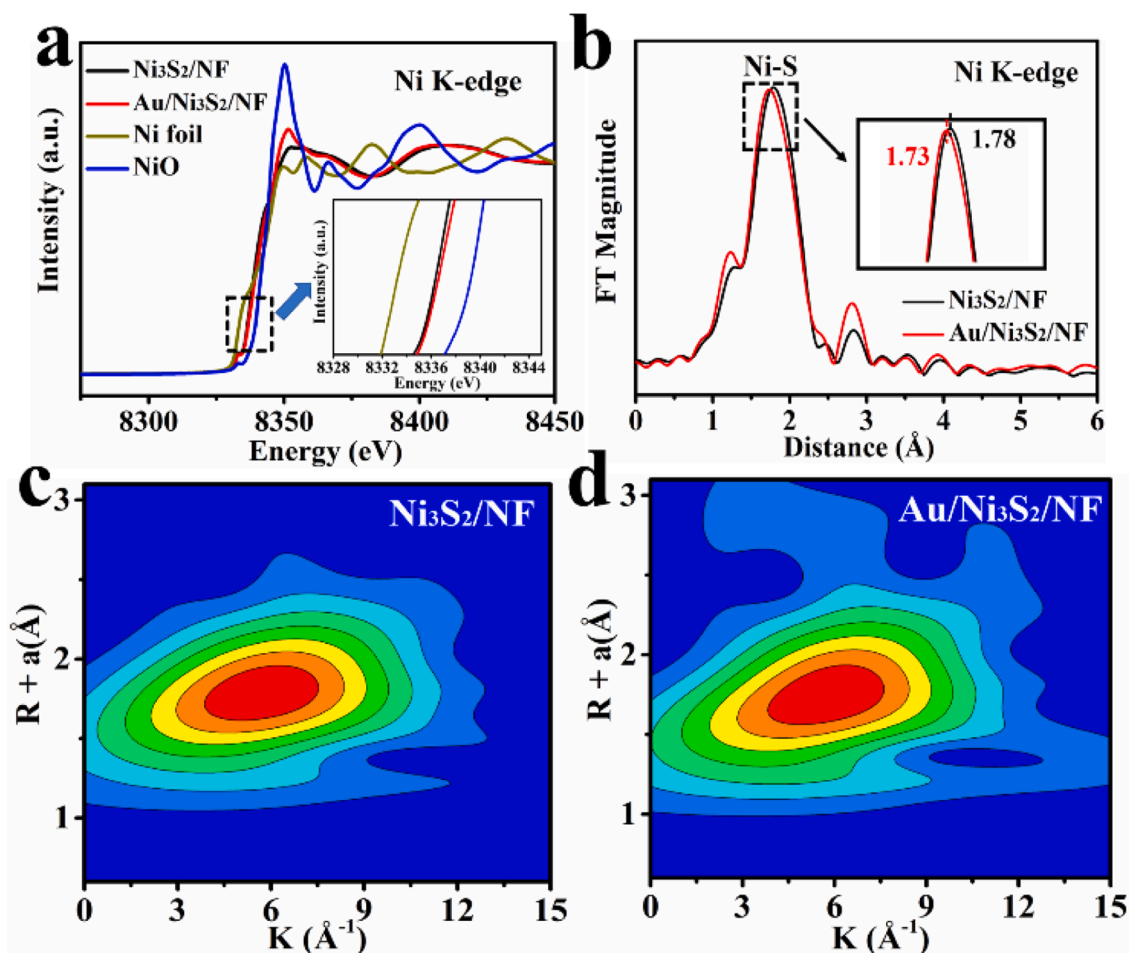 a
Ni₃S₂/NF
Au/Ni₃S₂/NF
Ni foil
NiO
Ni K-edge
Intensity (a.u.)
Intensity (a.u.)
8328 8332 8336 8340 8344
Energy (eV)
8300 8350 8400 8450
Energy (eV)
b
Ni-S
Ni K-edge
1.73
1.78
FT Magnitude
Ni₃S₂/NF
Au/Ni₃S₂/NF
0 1 2 3 4 5 6
Distance (Å)
c
Ni₃S₂/NF
3
2
1
R + a(Å)
0 3 6 9 12 15
K (Å⁻¹)
d
Au/Ni₃S₂/NF
3
2
1
R + a(Å)
0 3 6 9 12 15
K (Å⁻¹)